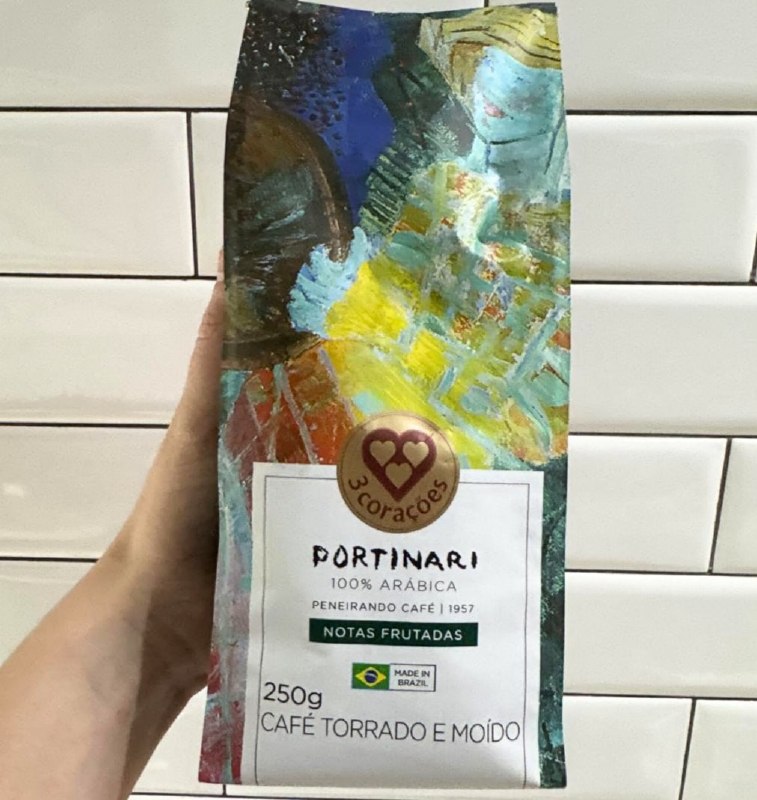 3 corações
PORTINARI
100% ARÁBICA
PENEIRANDO CAFÉ | 1957
NOTAS FRUTADAS
MADE IN
BRAZIL
250g
CAFÉ TORRADO E MOÍDO